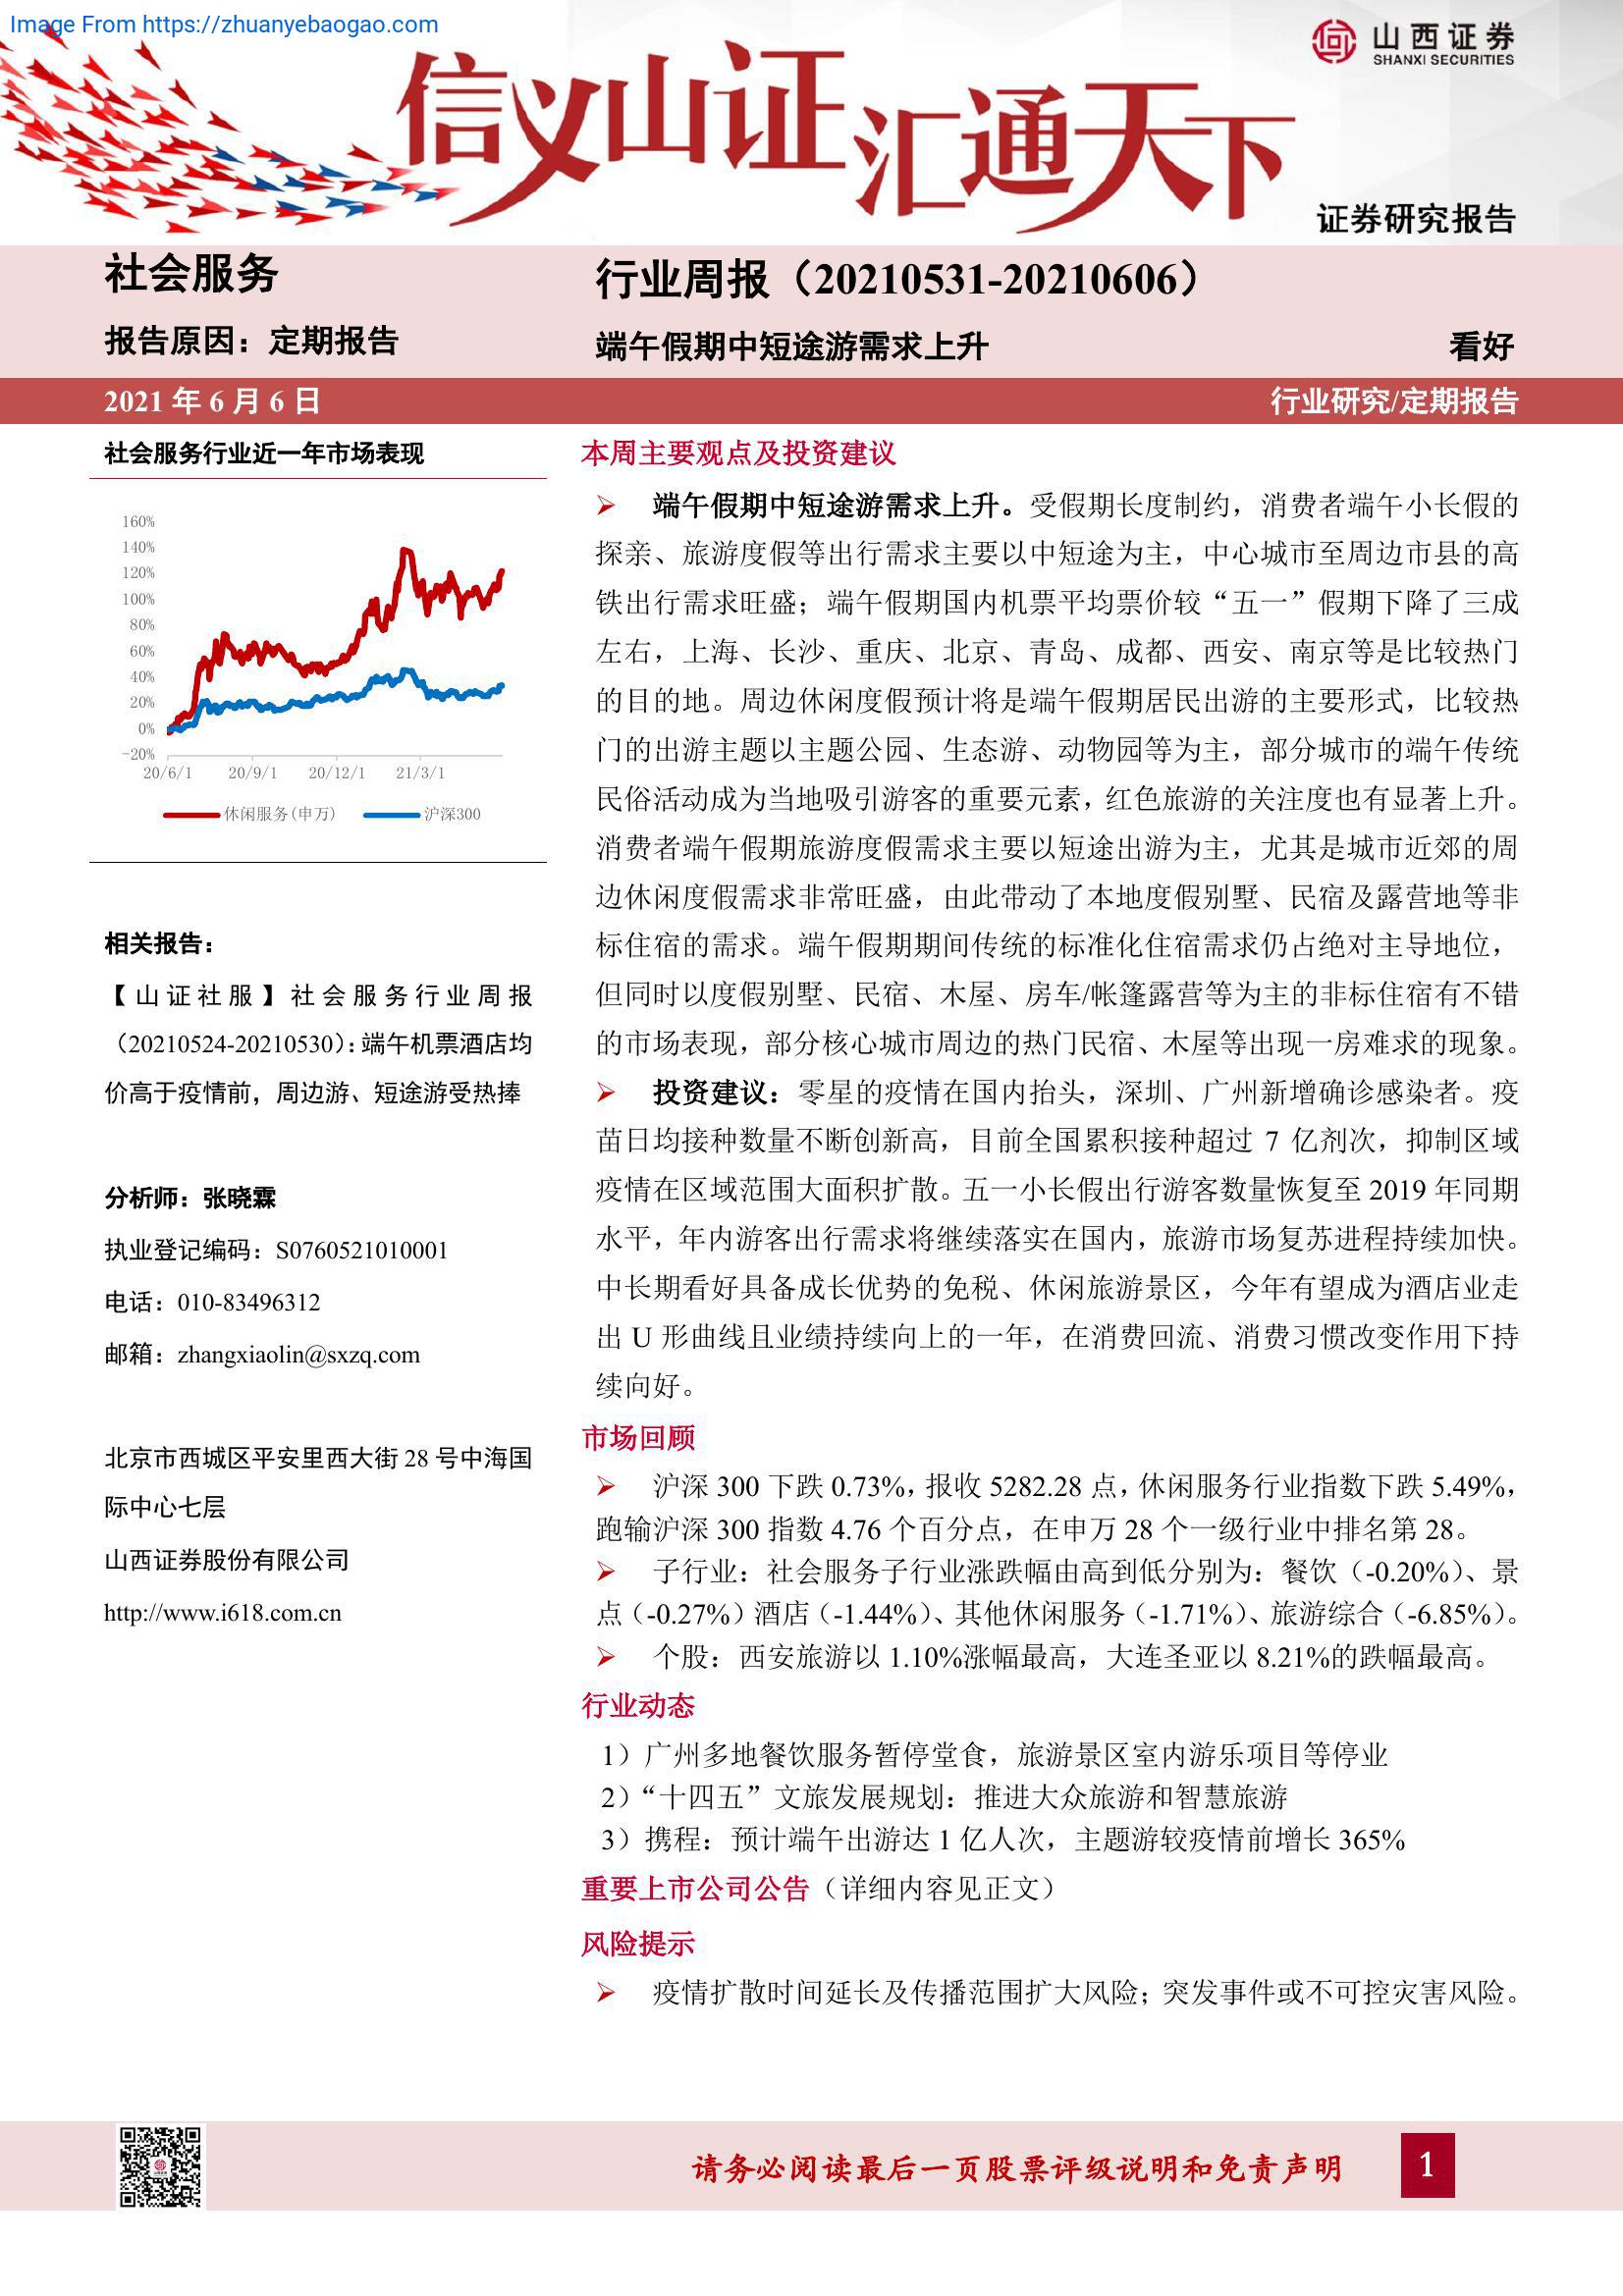 Image From https://zhuanyebaogao.com
山西证券
SHANXI SECURITIES
信义山证汇通天下
证券研究报告
社会服务
报告原因：定期报告
行业周报（20210531-20210606）
端午假期中短途游需求上升
看好
2021 年 6 月 6 日
行业研究/定期报告
社会服务行业近一年市场表现
160%
140%
120%
100%
80%
60%
40%
20%
0%
-20%
20/6/1 20/9/1 20/12/1 21/3/1
休闲服务(申万) 沪深300
相关报告：
【山证社服】社会服务行业周报
（20210524-20210530）：端午机票酒店均
价高于疫情前，周边游、短途游受热捧
分析师：张晓霖
执业登记编码：S0760521010001
电话：010-83496312
邮箱：zhangxiaolin@sxzq.com
北京市西城区平安里西大街 28 号中海国
际中心七层
山西证券股份有限公司
http://www.i618.com.cn
本周主要观点及投资建议
➢ 端午假期中短途游需求上升。受假期长度制约，消费者端午小长假的
探亲、旅游度假等出行需求主要以中短途为主，中心城市至周边市县的高
铁出行需求旺盛；端午假期国内机票平均票价较“五一”假期下降了三成
左右，上海、长沙、重庆、北京、青岛、成都、西安、南京等是比较热门
的目的地。周边休闲度假预计将是端午假期居民出游的主要形式，比较热
门的出游主题以主题公园、生态游、动物园等为主，部分城市的端午传统
民俗活动成为当地吸引游客的重要元素，红色旅游的关注度也有显著上升。
消费者端午假期旅游度假需求主要以短途出游为主，尤其是城市近郊的周
边休闲度假需求非常旺盛，由此带动了本地度假别墅、民宿及露营地等非
标住宿的需求。端午假期期间传统的标准化住宿需求仍占绝对主导地位，
但同时以度假别墅、民宿、木屋、房车/帐篷露营等为主的非标住宿有不错
的市场表现，部分核心城市周边的热门民宿、木屋等出现一房难求的现象。
➢ 投资建议：零星的疫情在国内抬头，深圳、广州新增确诊感染者。疫
苗日均接种数量不断创新高，目前全国累积接种超过 7 亿剂次，抑制区域
疫情在区域范围大面积扩散。五一小长假出行游客数量恢复至 2019 年同期
水平，年内游客出行需求将继续落实在国内，旅游市场复苏进程持续加快。
中长期看好具备成长优势的免税、休闲旅游景区，今年有望成为酒店业走
出 U 形曲线且业绩持续向上的一年，在消费回流、消费习惯改变作用下持
续向好。
市场回顾
➢ 沪深 300 下跌 0.73%，报收 5282.28 点，休闲服务行业指数下跌 5.49%，
跑输沪深 300 指数 4.76 个百分点，在申万 28 个一级行业中排名第 28。
➢ 子行业：社会服务子行业涨跌幅由高到低分别为：餐饮（-0.20%）、景
点（-0.27%）酒店（-1.44%）、其他休闲服务（-1.71%）、旅游综合（-6.85%）。
➢ 个股：西安旅游以 1.10%涨幅最高，大连圣亚以 8.21%的跌幅最高。
行业动态
1）广州多地餐饮服务暂停堂食，旅游景区室内游乐项目等停业
2）“十四五”文旅发展规划：推进大众旅游和智慧旅游
3）携程：预计端午出游达 1 亿人次，主题游较疫情前增长 365%
重要上市公司公告（详细内容见正文）
风险提示
➢ 疫情扩散时间延长及传播范围扩大风险；突发事件或不可控灾害风险。
请务必阅读最后一页股票评级说明和免责声明
1